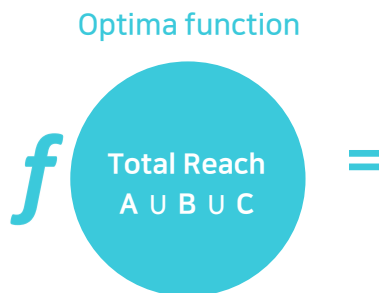 Optima function
f
Total Reach
A ∪ B ∪ C
=